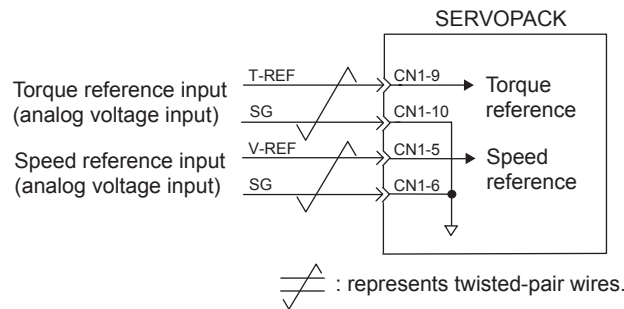 SERVOPACK
Torque reference input
(analog voltage input)
T-REF
CN1-9
Torque
reference
SG
CN1-10
Speed reference input
(analog voltage input)
V-REF
CN1-5
Speed
reference
SG
CN1-6
: represents twisted-pair wires.